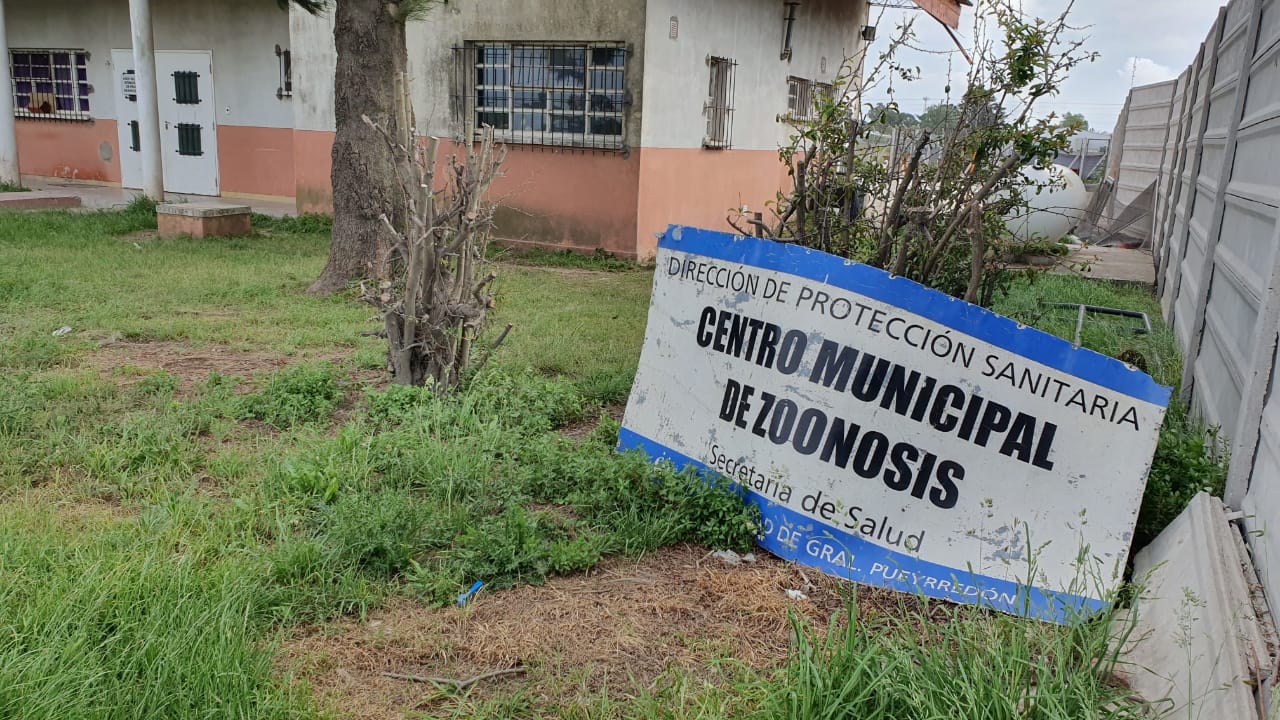 DIRECCIÓN DE PROTECCIÓN SANITARIA
CENTRO MUNICIPAL
DE ZOONOSIS
Secretaria de Salud
DE GRAL. PUEYRREDÓN